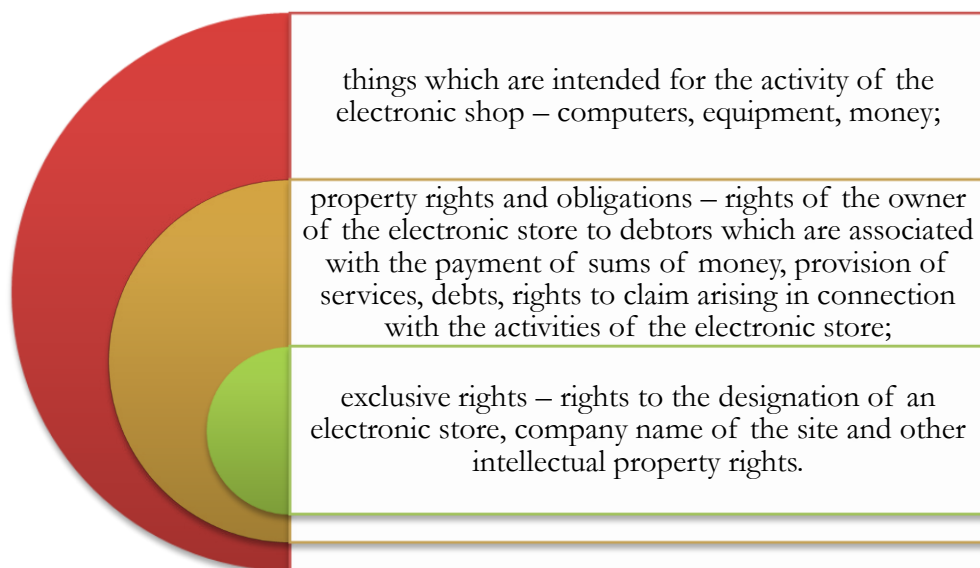 things which are intended for the activity of the
electronic shop – computers, equipment, money;
property rights and obligations – rights of the owner
of the electronic store to debtors which are associated
with the payment of sums of money, provision of
services, debts, rights to claim arising in connection
with the activities of the electronic store;
exclusive rights – rights to the designation of an
electronic store, company name of the site and other
intellectual property rights.